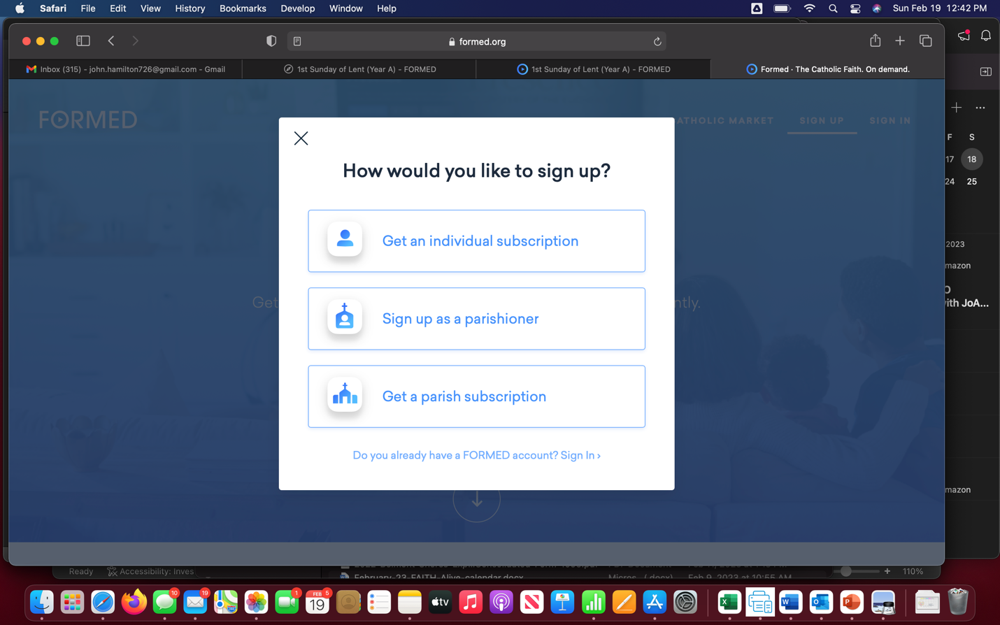 Safari File Edit View History Bookmarks Develop Window Help
Sun Feb 19 12:42 PM
formed.org
Inbox (315) - john.hamilton726@gmail.com - Gmail
1st Sunday of Lent (Year A) - FORMED
1st Sunday of Lent (Year A) - FORMED
Formed · The Catholic Faith. On demand.
FORMED
ATHOLIC MARKET
SIGN UP
SIGN IN
F S
17 18
24 25
How would you like to sign up?
Get an individual subscription
2023
mazon
Get
ntly.
ith JoA...
Sign up as a parishioner
Get a parish subscription
Do you already have a FORMED account? Sign In ›
mazon
Ready
Accessibility: Inves
February-23-FAITH-Alive-calendar.docx
Micros...(.docx)
Feb 9, 2023 at 10:55 AM
110%
10
19
1
FEB 5
19
tv
X
W
O
P